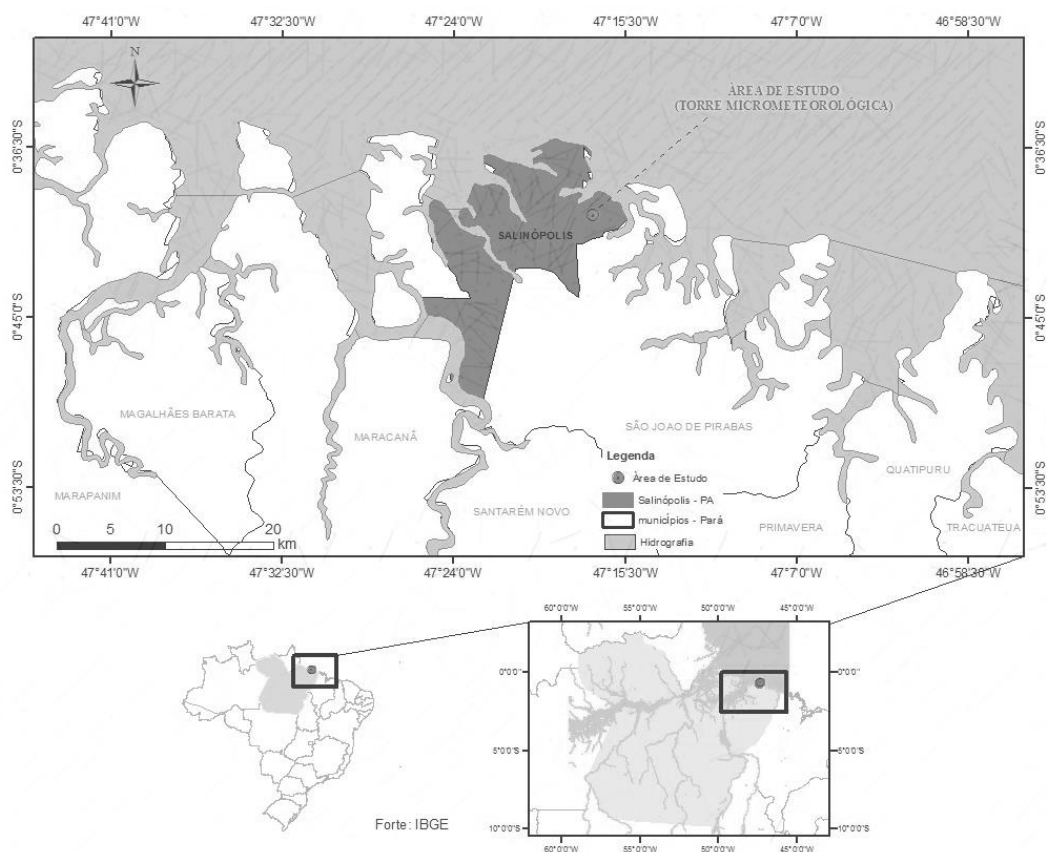 47°41'0"W 47°32'30"W 47°24'0"W 47°15'30"W 47°7'0"W 46°58'30"W
N
ÀREA DE ESTUDO
(TORRE MICROMETEOROLÓGICA)
0°36'30"S 0°36'30"S
SALINÓPOLIS
0°45'0"S 0°45'0"S
MAGALHÃES BARATA
MARACANÃ
SÃO JOAO DE PIRABAS
Legenda
Àrea de Estudo
Salinópolis - PA
municípios - Pará
Hidrografia
QUATIPURU
0°53'30"S 0°53'30"S
MARAPANIM
SANTARÉM NOVO
PRIMAVERA
TRACUATEUA
0 5 10 20
km
47°41'0"W 47°32'30"W 47°24'0"W 47°15'30"W 47°7'0"W 46°58'30"W
60°0'0"W 55°0'0"W 50°0'0"W 45°0'0"W
0°0'0"S 0°0'0"S
5°0'0"S 5°0'0"S
10°0'0"S 10°0'0"S
60°0'0"W 55°0'0"W 50°0'0"W 45°0'0"W
Forte: IBGE